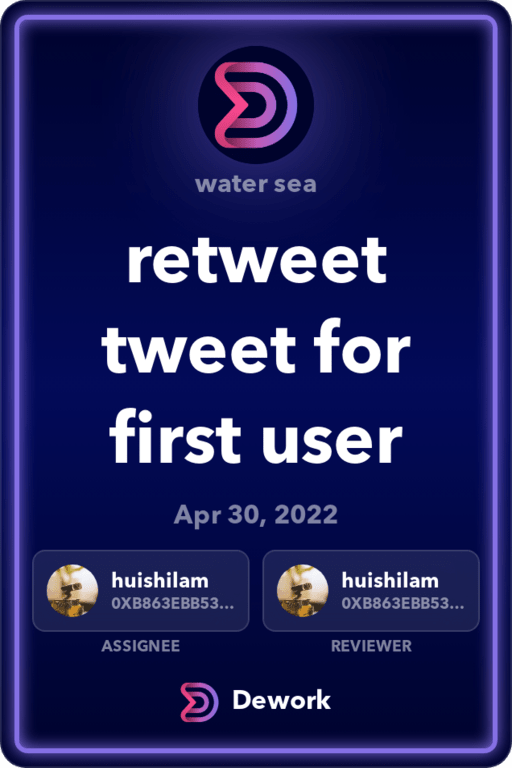 water sea
retweet
tweet for
first user
Apr 30, 2022
huishilam
0XB863EBB53...
ASSIGNEE
huishilam
0XB863EBB53...
REVIEWER
Dework